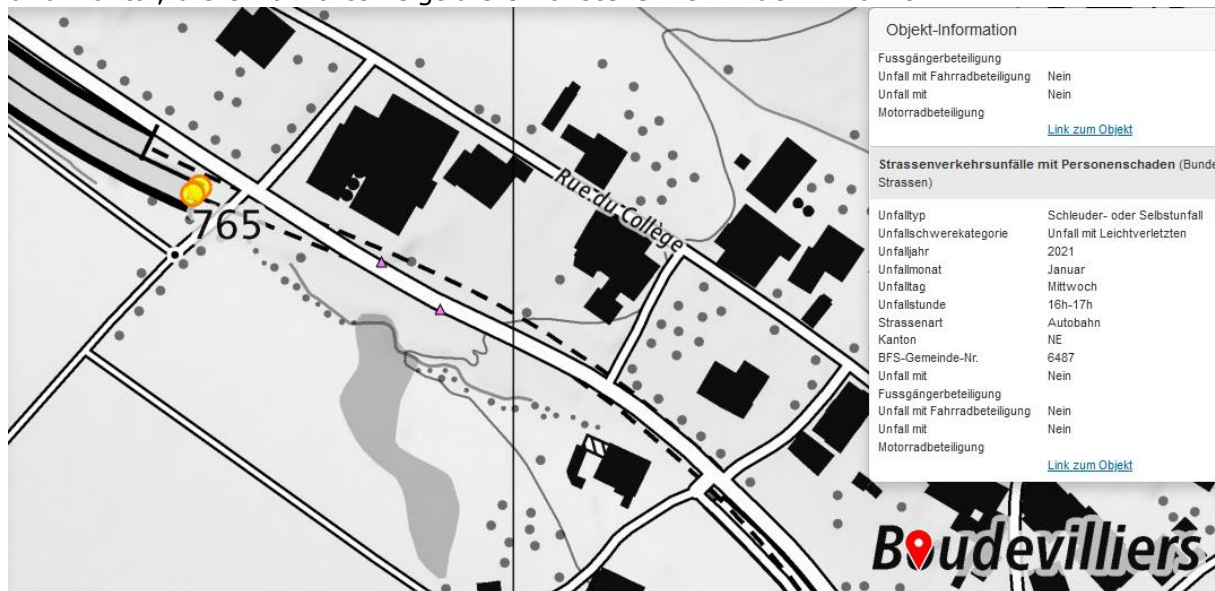 Objekt-Information
Fussgängerbeteiligung
Unfall mit Fahrradbeteiligung Nein
Unfall mit Nein
Motorradbeteiligung
Link zum Objekt
Strassenverkehrsunfälle mit Personenschaden (Bunde
Strassen)
Unfalltyp Schleuder- oder Selbstunfall
Unfallschwerekategorie Unfall mit Leichtverletzten
Unfalljahr 2021
Unfallmonat Januar
Unfalltag Mittwoch
Unfallstunde 16h-17h
Strassenart Autobahn
Kanton NE
BFS-Gemeinde-Nr. 6487
Unfall mit Nein
Fussgängerbeteiligung
Unfall mit Fahrradbeteiligung Nein
Unfall mit Nein
Motorradbeteiligung
Link zum Objekt
Rue du Collège
765
Boudevilliers